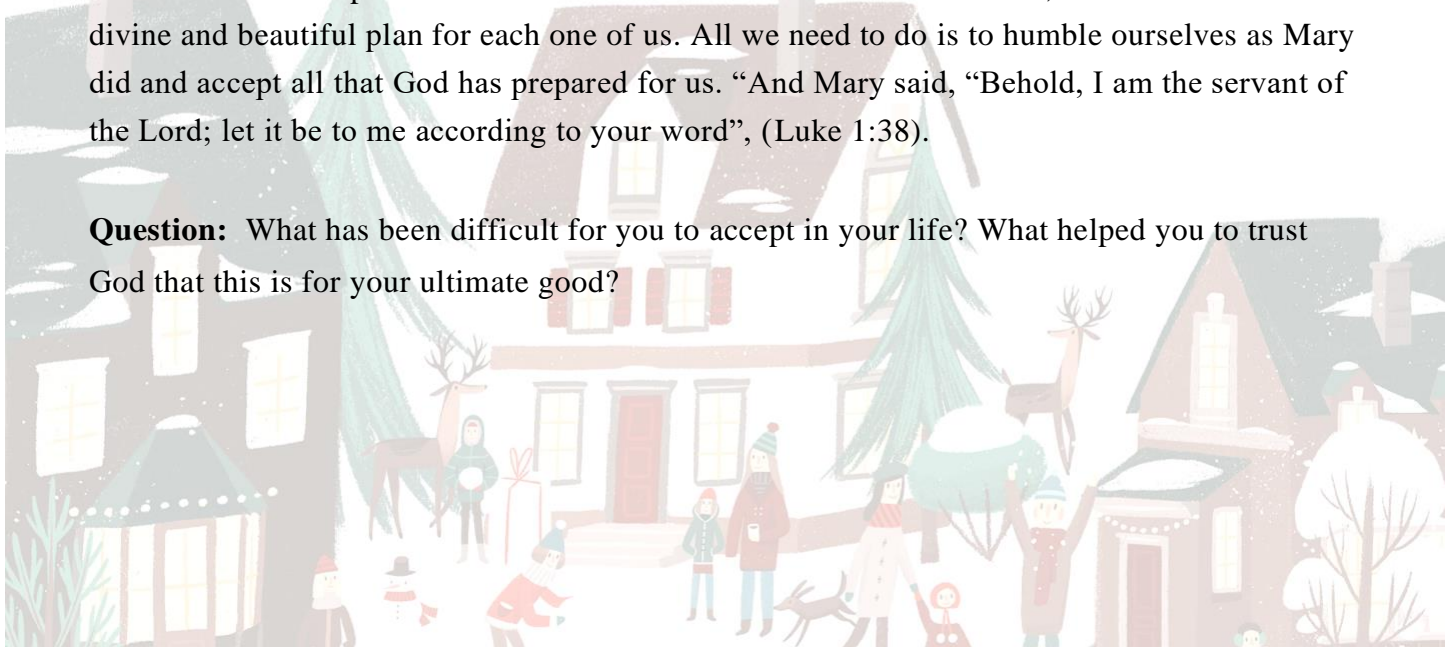 divine and beautiful plan for each one of us. All we need to do is to humble ourselves as Mary
did and accept all that God has prepared for us. “And Mary said, “Behold, I am the servant of
the Lord; let it be to me according to your word”, (Luke 1:38).
Question: What has been difficult for you to accept in your life? What helped you to trust
God that this is for your ultimate good?